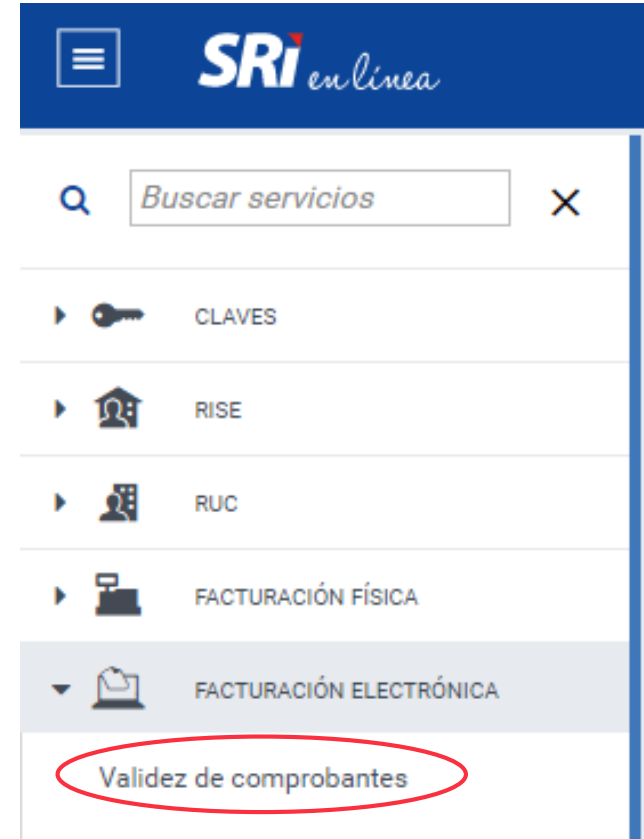 SRi en línea
Buscar servicios
CLAVES
RISE
RUC
FACTURACIÓN FÍSICA
FACTURACIÓN ELECTRÓNICA
Validez de comprobantes